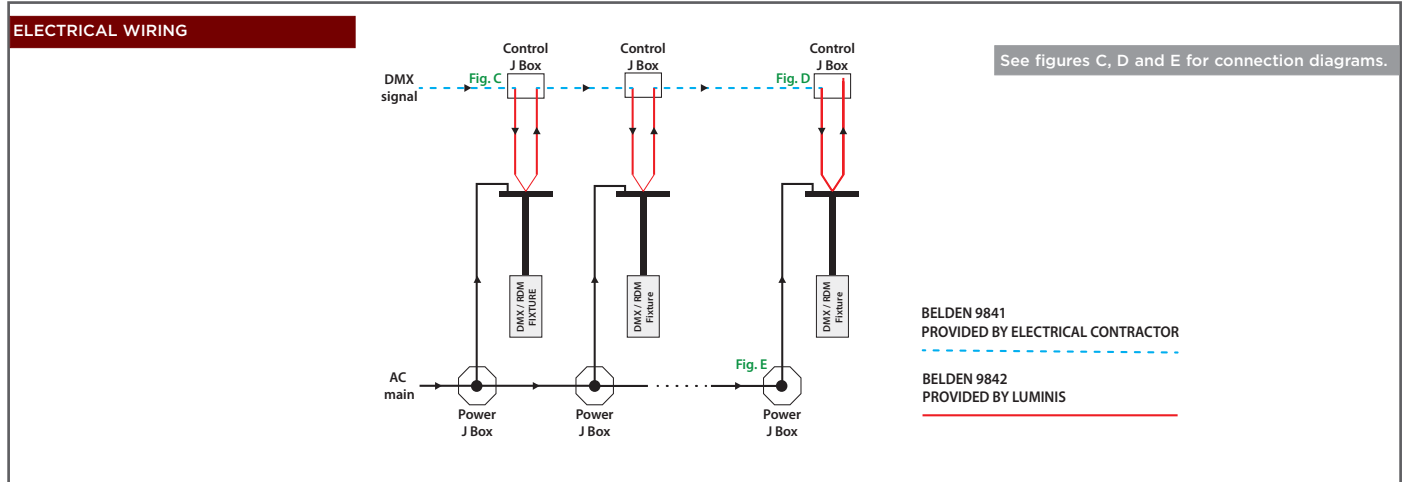 ELECTRICAL WIRING
See figures C, D and E for connection diagrams.
Control
J Box
Control
J Box
Control
J Box
DMX
signal
Fig. C
Fig. D
DMX / RDM
FIXTURE
DMX / RDM
Fixture
DMX / RDM
Fixture
BELDEN 9841
PROVIDED BY ELECTRICAL CONTRACTOR
BELDEN 9842
PROVIDED BY LUMINIS
Fig. E
AC
main
Power
J Box
Power
J Box
Power
J Box